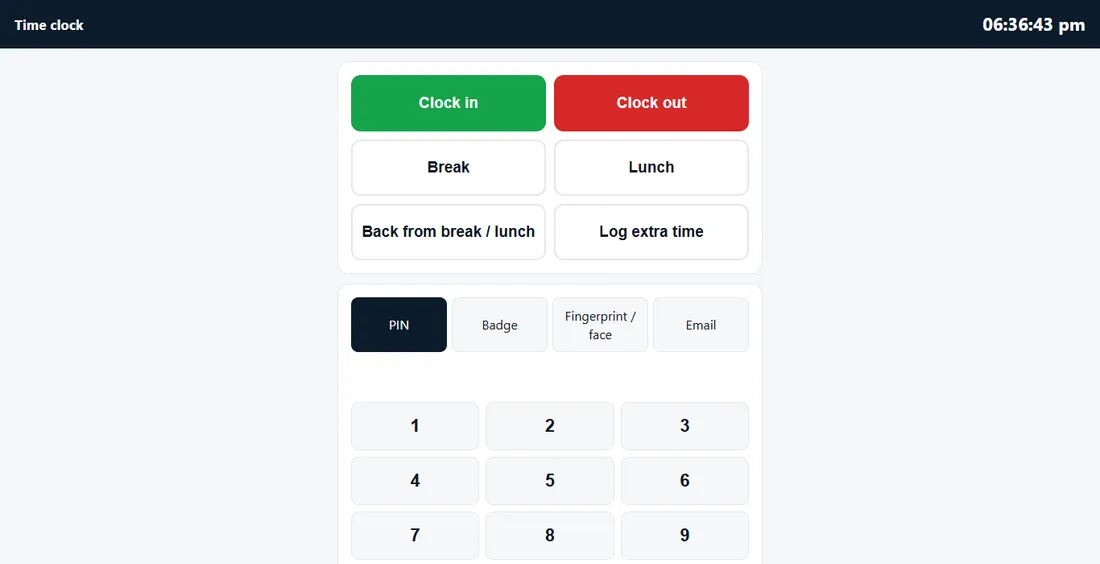 Time clock
06:36:43 pm
Clock in
Clock out
Break
Lunch
Back from break / lunch
Log extra time
PIN
Badge
Fingerprint /
face
Email
1
2
3
4
5
6
7
8
9